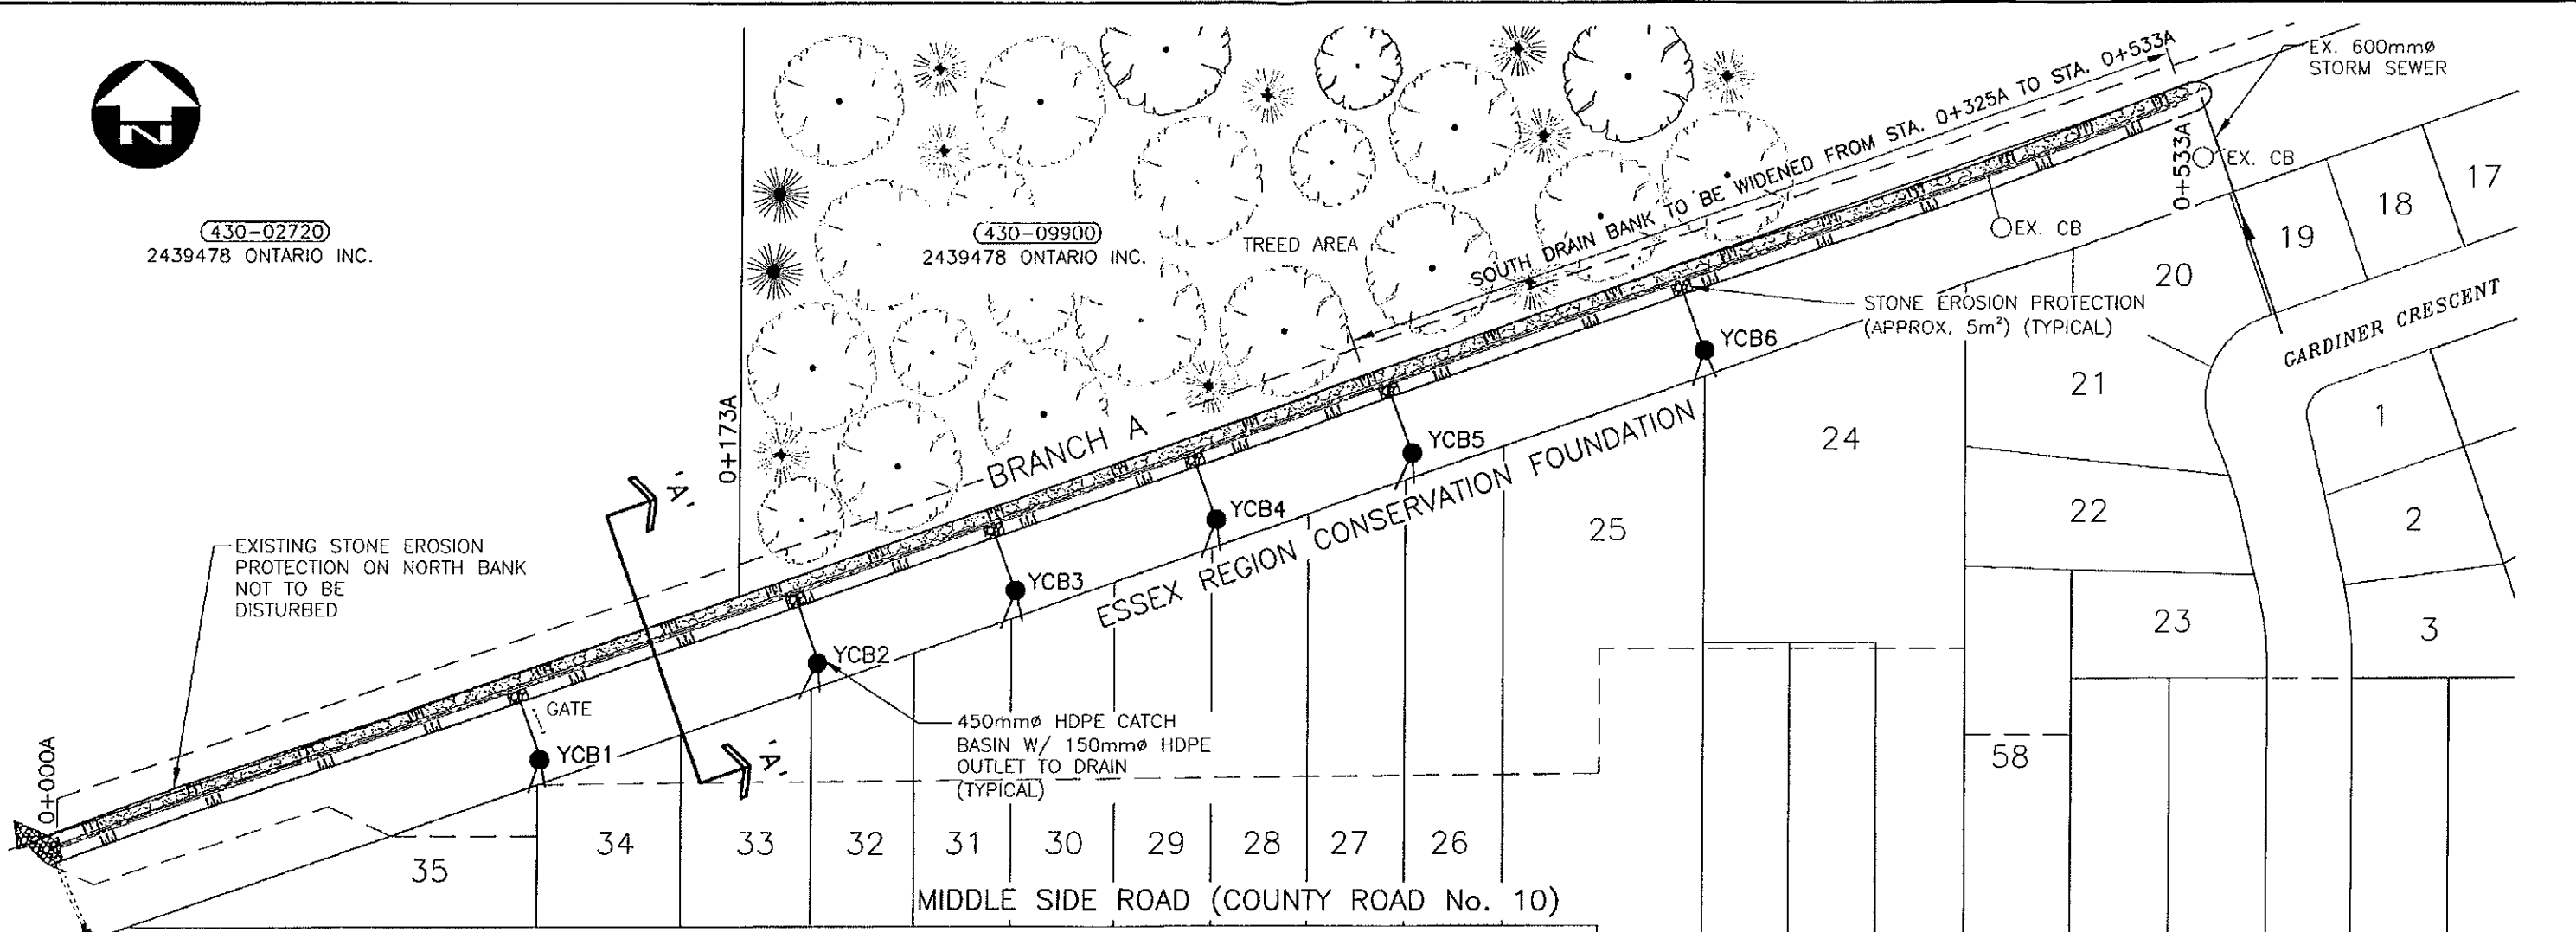 N
430-02720
2439478 ONTARIO INC.
430-09900
2439478 ONTARIO INC.
TREED AREA
SOUTH DRAIN BANK TO BE WIDENED FROM STA. 0+325A TO STA. 0+533A
EX. 600mmø
STORM SEWER
0+533A
EX. CB
EX. CB
17
18
19
20
STONE EROSION PROTECTION
(APPROX. 5m²) (TYPICAL)
GARDINER CRESCENT
21
1
24
22
2
25
23
3
58
0+173A
BRANCH A
ESSEX REGION CONSERVATION FOUNDATION
YCB6
YCB5
YCB4
YCB3
YCB2
YCB1
'A'
'A'
EXISTING STONE EROSION
PROTECTION ON NORTH BANK
NOT TO BE
DISTURBED
GATE
450mmø HDPE CATCH
BASIN W/ 150mmø HDPE
OUTLET TO DRAIN
(TYPICAL)
0+000A
35
34
33
32
31
30
29
28
27
26
MIDDLE SIDE ROAD (COUNTY ROAD No. 10)